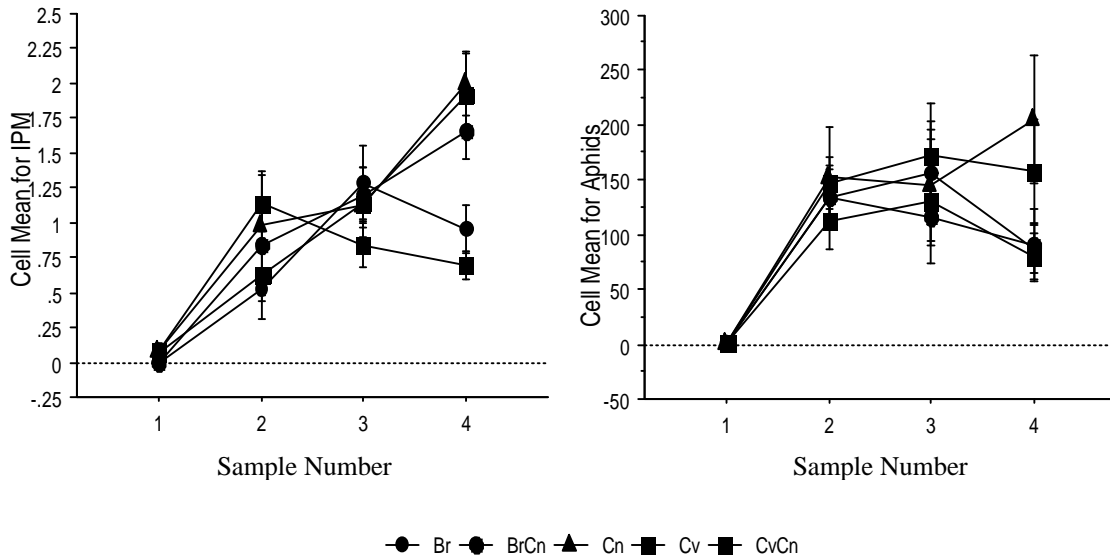 2.5
2.25
2
1.75
1.5
1.25
1
.75
.5
.25
0
-.25
Cell Mean for IPM
1 2 3 4
Sample Number
300
250
200
150
100
50
0
-50
Cell Mean for Aphids
1 2 3 4
Sample Number
Br BrCn Cn Cv CvCn